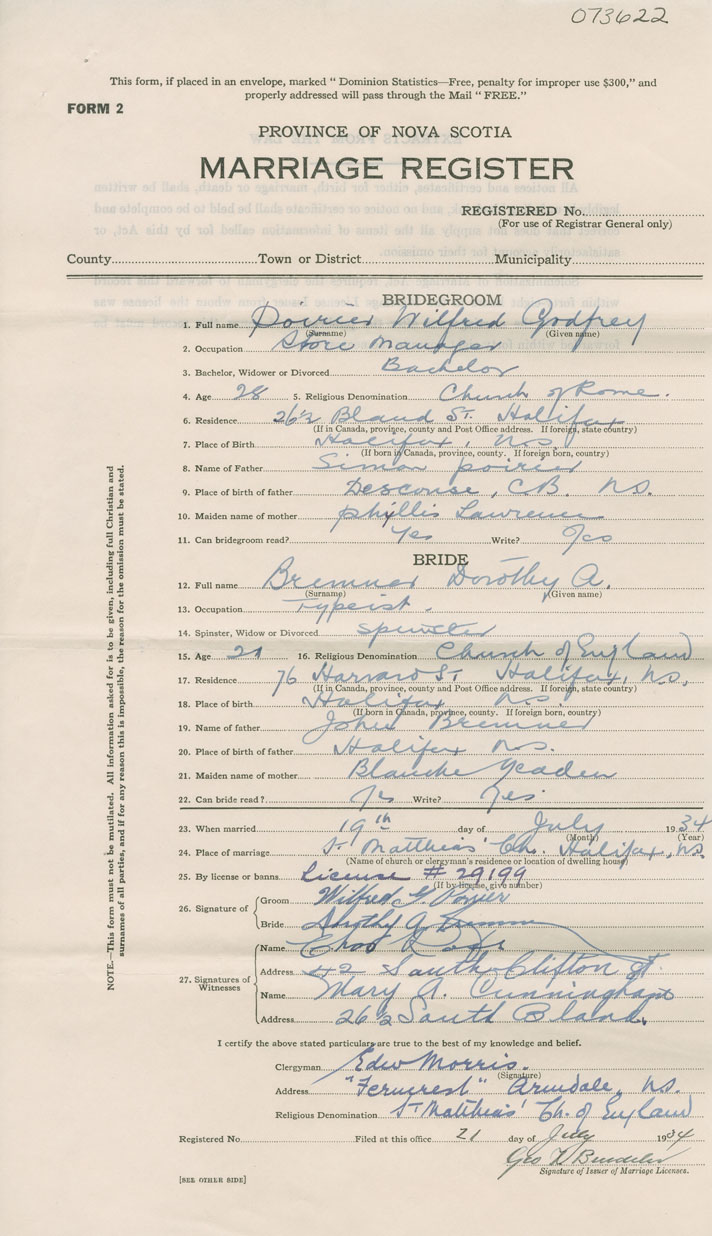 073622
This form, if placed in an envelope, marked " Dominion Statistics—Free, penalty for improper use $300," and
properly addressed will pass through the Mail " FREE."
FORM 2
PROVINCE OF NOVA SCOTIA
MARRIAGE REGISTER
REGISTERED No.
(For use of Registrar General only)
County Town or District Municipality
BRIDEGROOM
1. Full name Poirier Wilfred Godfrey
(Surname) (Given name)
2. Occupation Store Manager
3. Bachelor, Widower or Divorced Bachelor
4. Age 28 5. Religious Denomination Church of Rome.
6. Residence 26½ Bland St. Halifax
(If in Canada, province, county and Post Office address. If foreign, state country)
7. Place of Birth Halifax, N.S.
(If born in Canada, province, county. If foreign born, country)
8. Name of Father Simon Poirier
9. Place of birth of father Descouse, C.B. N.S.
10. Maiden name of mother Phyllis Lawrence
11. Can bridegroom read? Yes Write? Yes
BRIDE
12. Full name Bremner Dorothy A.
(Surname) (Given name)
13. Occupation Typeist.
14. Spinster, Widow or Divorced Spinster
15. Age 21 16. Religious Denomination Church of England
17. Residence 76 Harvard St Halifax, N.S.
(If in Canada, province, county and Post Office address. If foreign, state country)
18. Place of birth Halifax N.S.
(If born in Canada, province, county. If foreign born, country)
19. Name of father John Bremner
20. Place of birth of father Halifax N.S.
21. Maiden name of mother Blanche Yeadon
22. Can bride read? Yes Write? Yes
23. When married 19th day of July 1934
(Month) (Year)
24. Place of marriage St. Matthias' Ch. Halifax, N.S.
(Name of church or clergyman's residence or location of dwelling house)
25. By license or banns License # 29199
(If by license, give number)
26. Signature of
Groom Wilfred G. Poirier
Bride Dorothy A. Bremner
27. Signatures of Witnesses
Name Chas
Address 42 South Clifton St.
Name Mary A. Cunningham
Address 26½ South Bland.
I certify the above stated particulars are true to the best of my knowledge and belief.
Clergyman Edw Morris.
(Signature)
Address "Ferncrest" Armdale, N.S.
Religious Denomination St Matthias' Ch. of England
Registered No. Filed at this office 21 day of July 1934
Geo
Signature of Issuer of Marriage Licenses.
[SEE OTHER SIDE]
NOTE.—This form must not be mutilated. All information asked for is to be given, including full Christian and
surnames of all parties, and if for any reason this is impossible, the reason for the omission must be stated.